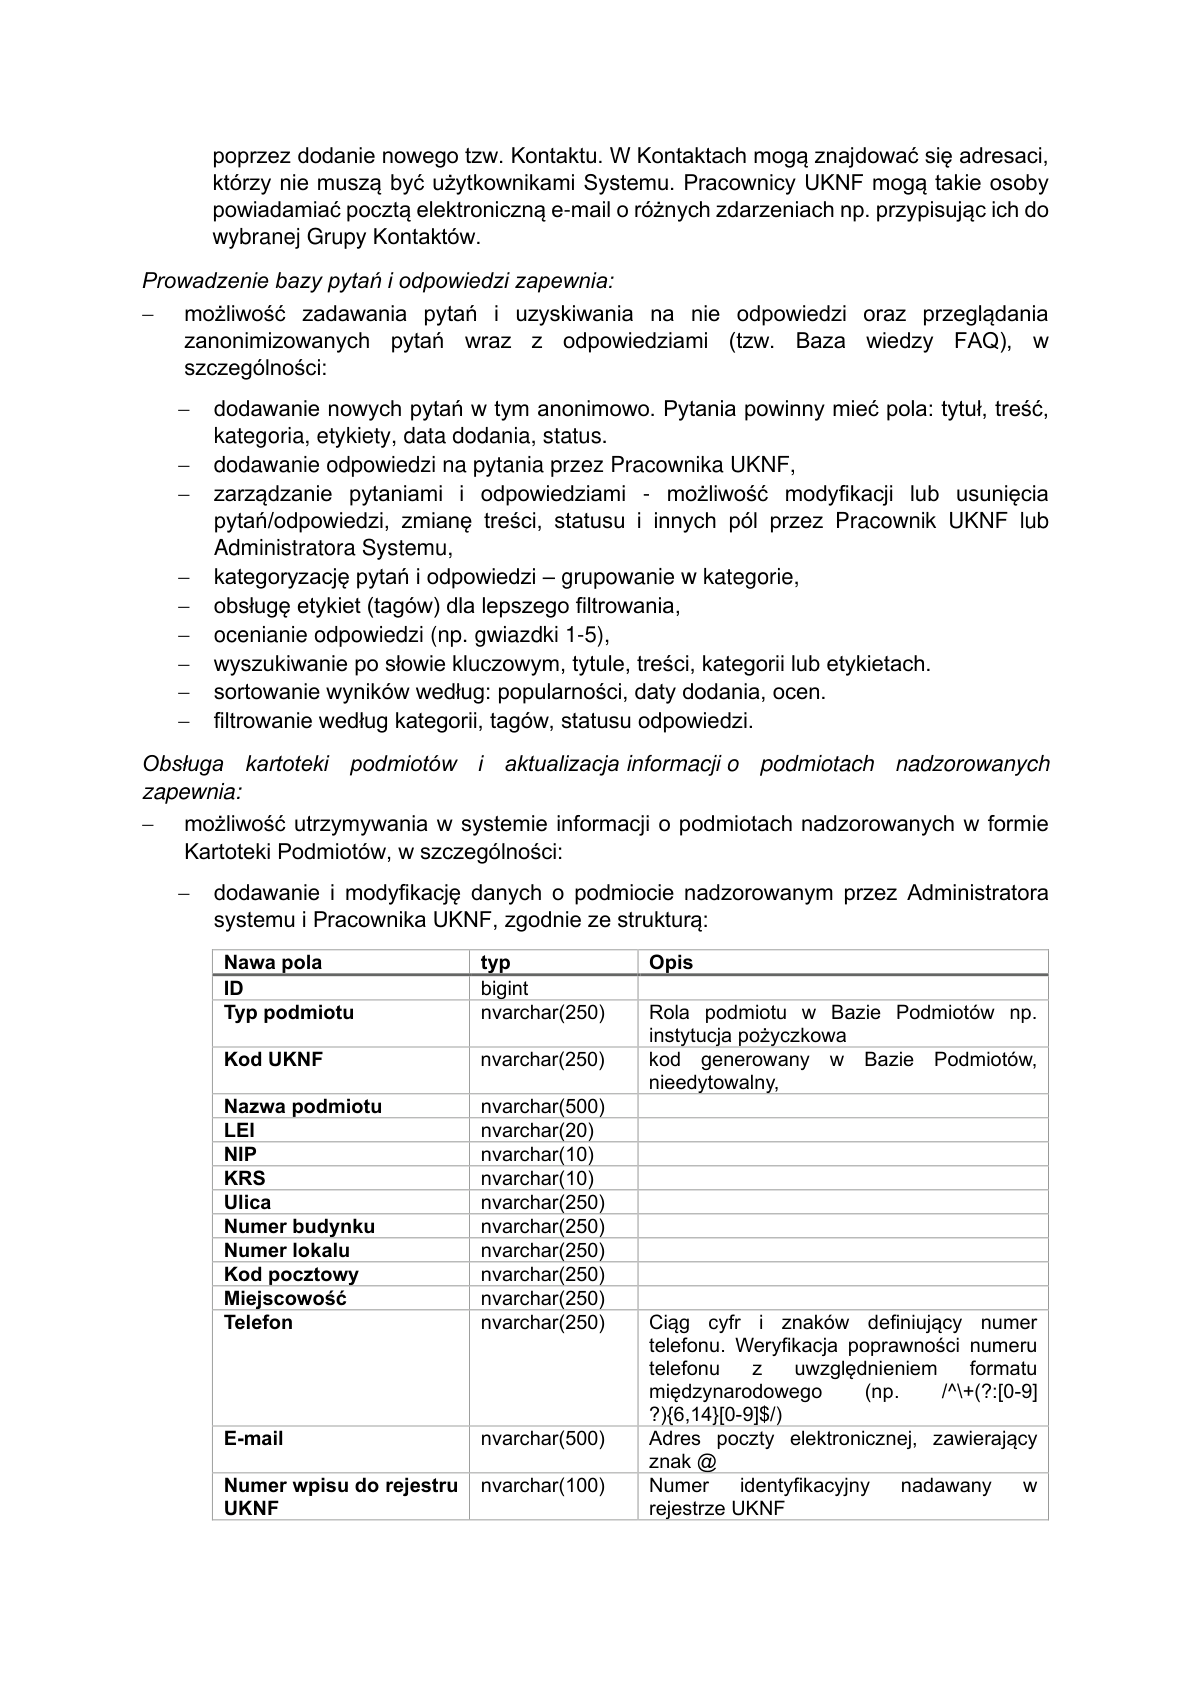 poprzez dodanie nowego tzw. Kontaktu. W Kontaktach mogą znajdować się adresaci,
którzy nie muszą być użytkownikami Systemu. Pracownicy UKNF mogą takie osoby
powiadamiać pocztą elektroniczną e-mail o różnych zdarzeniach np. przypisując ich do
wybranej Grupy Kontaktów.
Prowadzenie bazy pytań i odpowiedzi zapewnia:
– możliwość zadawania pytań i uzyskiwania na nie odpowiedzi oraz przeglądania
zanonimizowanych pytań wraz z odpowiedziami (tzw. Baza wiedzy FAQ), w
szczególności:
– dodawanie nowych pytań w tym anonimowo. Pytania powinny mieć pola: tytuł, treść,
kategoria, etykiety, data dodania, status.
– dodawanie odpowiedzi na pytania przez Pracownika UKNF,
– zarządzanie pytaniami i odpowiedziami - możliwość modyfikacji lub usunięcia
pytań/odpowiedzi, zmianę treści, statusu i innych pól przez Pracownik UKNF lub
Administratora Systemu,
– kategoryzację pytań i odpowiedzi – grupowanie w kategorie,
– obsługę etykiet (tagów) dla lepszego filtrowania,
– ocenianie odpowiedzi (np. gwiazdki 1-5),
– wyszukiwanie po słowie kluczowym, tytule, treści, kategorii lub etykietach.
– sortowanie wyników według: popularności, daty dodania, ocen.
– filtrowanie według kategorii, tagów, statusu odpowiedzi.
Obsługa kartoteki podmiotów i aktualizacja informacji o podmiotach nadzorowanych
zapewnia:
– możliwość utrzymywania w systemie informacji o podmiotach nadzorowanych w formie
Kartoteki Podmiotów, w szczególności:
– dodawanie i modyfikację danych o podmiocie nadzorowanym przez Administratora
systemu i Pracownika UKNF, zgodnie ze strukturą:
Nawa pola typ Opis
ID bigint
Typ podmiotu nvarchar(250) Rola podmiotu w Bazie Podmiotów np.
instytucja pożyczkowa
Kod UKNF nvarchar(250) kod generowany w Bazie Podmiotów,
nieedytowalny,
Nazwa podmiotu nvarchar(500)
LEI nvarchar(20)
NIP nvarchar(10)
KRS nvarchar(10)
Ulica nvarchar(250)
Numer budynku nvarchar(250)
Numer lokalu nvarchar(250)
Kod pocztowy nvarchar(250)
Miejscowość nvarchar(250)
Telefon nvarchar(250) Ciąg cyfr i znaków definiujący numer
telefonu. Weryfikacja poprawności numeru
telefonu z uwzględnieniem formatu
międzynarodowego (np. /^\+(?:[0-9]
?){6,14}[0-9]$/)
E-mail nvarchar(500) Adres poczty elektronicznej, zawierający
znak @
Numer wpisu do rejestru nvarchar(100) Numer identyfikacyjny nadawany w
UKNF rejestrze UKNF